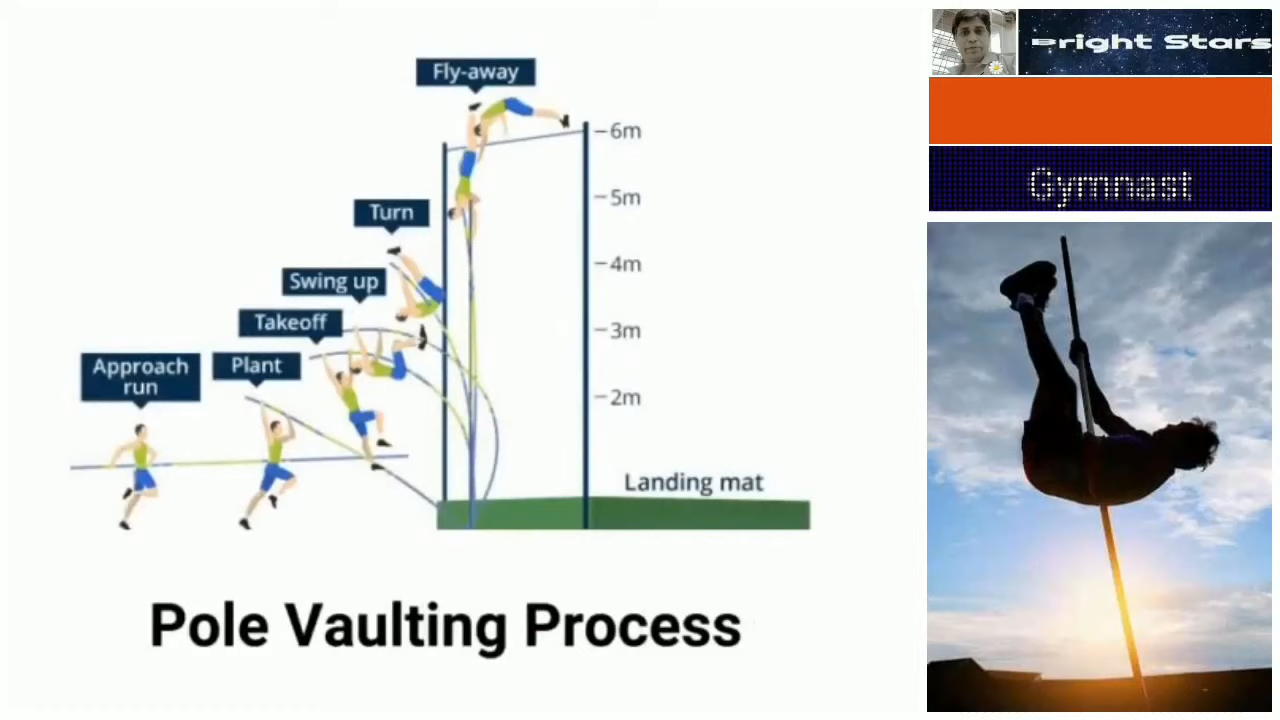 Fly-away
6m
5m
Turn
4m
Swing up
Takeoff
3m
Approach
run
Plant
2m
Landing mat
Pole Vaulting Process
Bright Stars
Gymnast